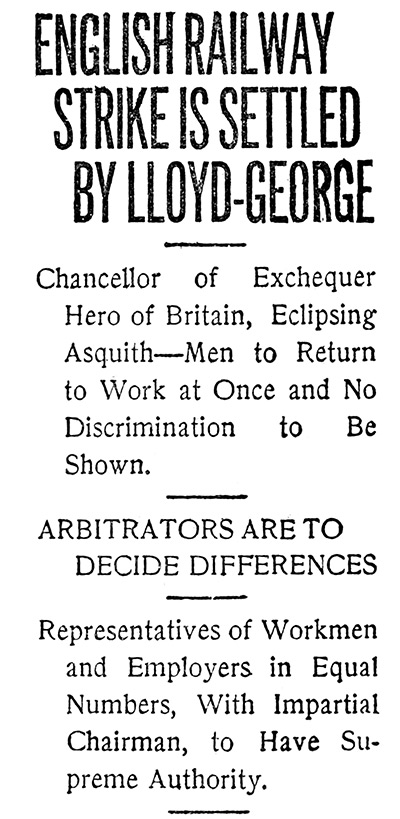 ENGLISH RAILWAY
STRIKE IS SETTLED
BY LLOYD-GEORGE
Chancellor of Exchequer
Hero of Britain, Eclipsing
Asquith—Men to Return
to Work at Once and No
Discrimination to Be
Shown.
ARBITRATORS ARE TO
DECIDE DIFFERENCES
Representatives of Workmen
and Employers in Equal
Numbers, With Impartial
Chairman, to Have Su-
preme Authority.